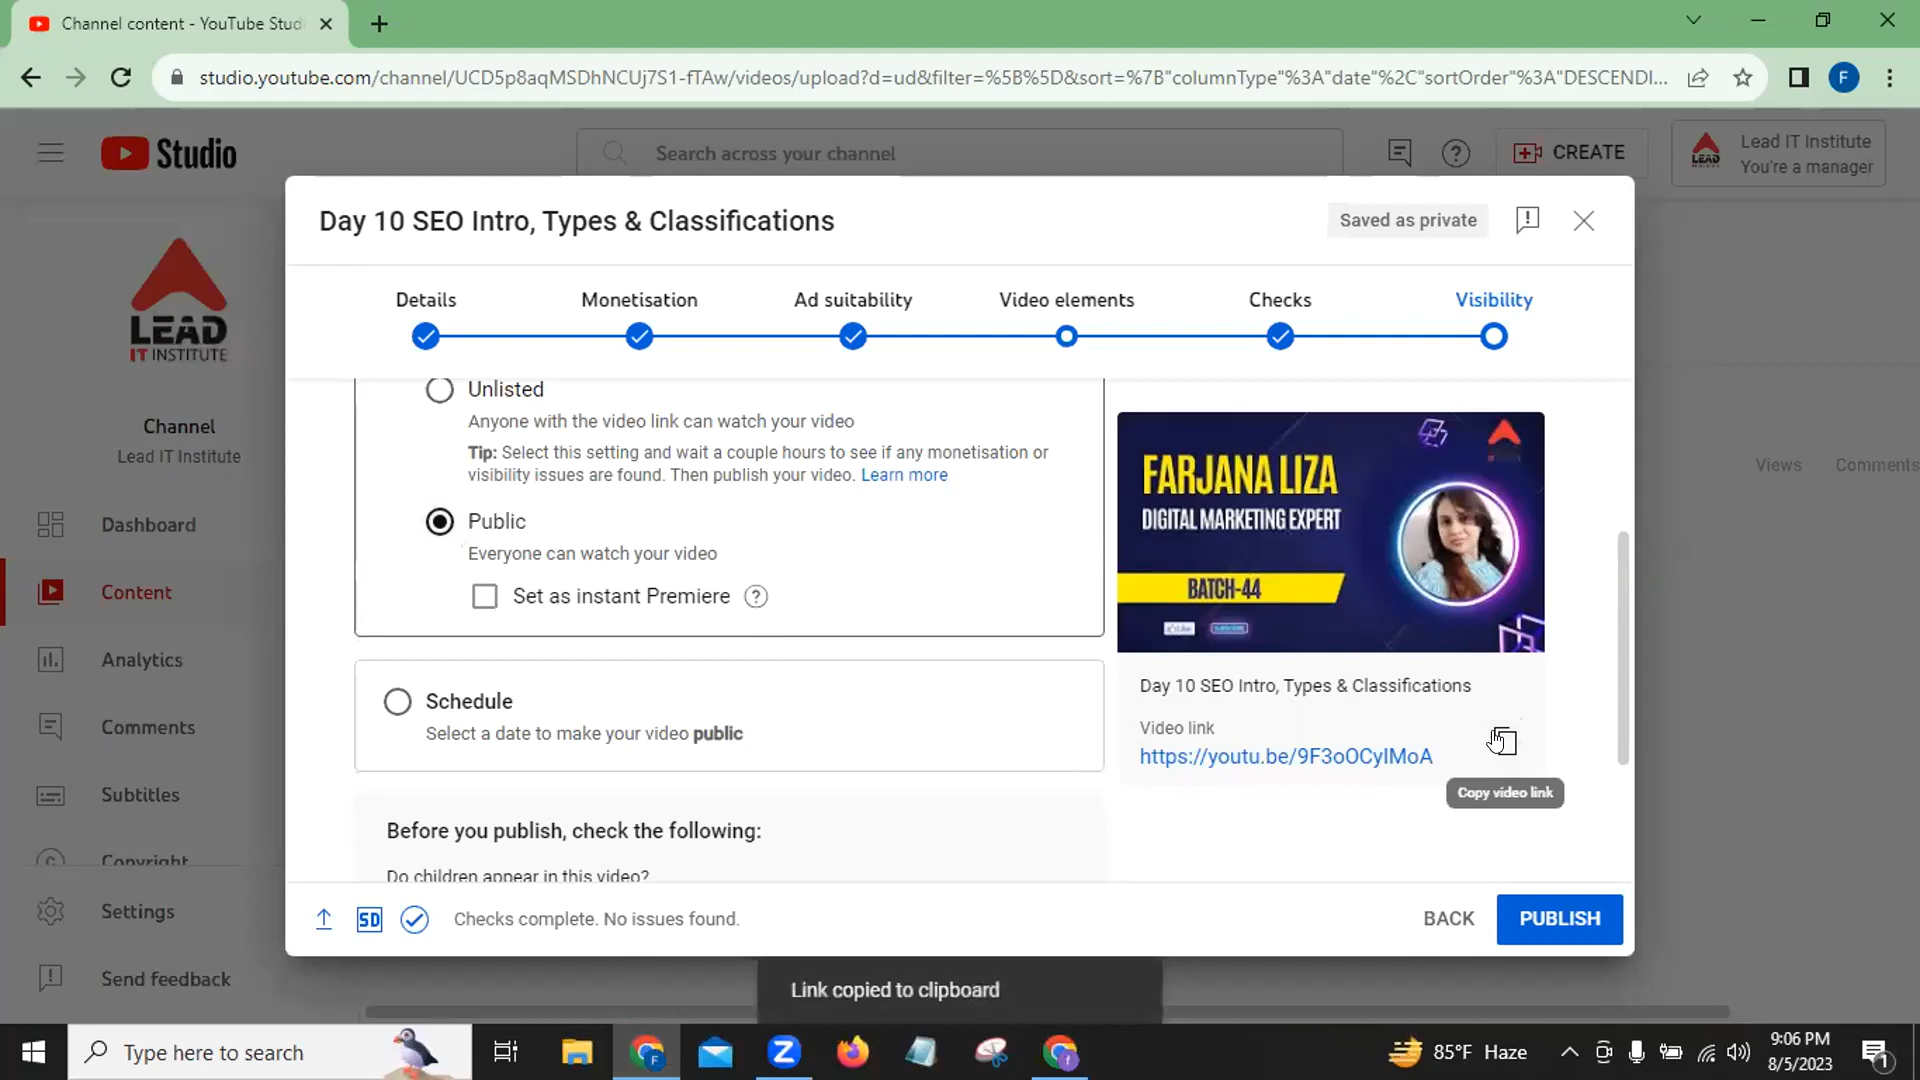 Channel content - YouTube Stud
studio.youtube.com/channel/UCD5p8aqMSDhNCUj7S1-fTAw/videos/upload?d=ud&filter=%5B%5D&sort=%7B"columnType"%3A"date"%2C"sortOrder"%3A"DESCENDI...
F
Studio
Search across your channel
CREATE
LEAD
Lead IT Institute
You're a manager
Day 10 SEO Intro, Types & Classifications
Saved as private
Details
Monetisation
Ad suitability
Video elements
Checks
Visibility
LEAD
IT INSTITUTE
Channel
Lead IT Institute
Dashboard
Content
Analytics
Comments
Subtitles
Copyright
Settings
Send feedback
Views
Comments
Unlisted
Anyone with the video link can watch your video
Tip: Select this setting and wait a couple hours to see if any monetisation or
visibility issues are found. Then publish your video. Learn more
Public
Everyone can watch your video
Set as instant Premiere
Schedule
Select a date to make your video public
Before you publish, check the following:
Do children appear in this video?
FARJANA LIZA
DIGITAL MARKETING EXPERT
BATCH-44
Day 10 SEO Intro, Types & Classifications
Video link
https://youtu.be/9F3oOCyIMoA
Copy video link
SD
Checks complete. No issues found.
BACK
PUBLISH
Link copied to clipboard
Type here to search
85°F Haze
9:06 PM
8/5/2023
1